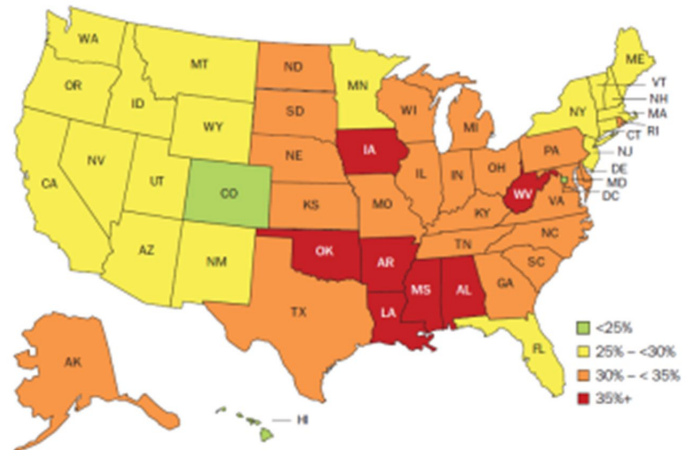 WA
MT
ND
MN
ME
VT
NH
MA
RI
CT
NJ
DE
MD
DC
OR
ID
WY
SD
WI
MI
NY
NV
UT
CO
NE
IA
IL
IN
OH
PA
WV
VA
CA
AZ
NM
KS
MO
KY
TN
NC
SC
OK
AR
MS
AL
GA
LA
TX
FL
AK
HI
<25%
25% – <30%
30% – < 35%
35%+